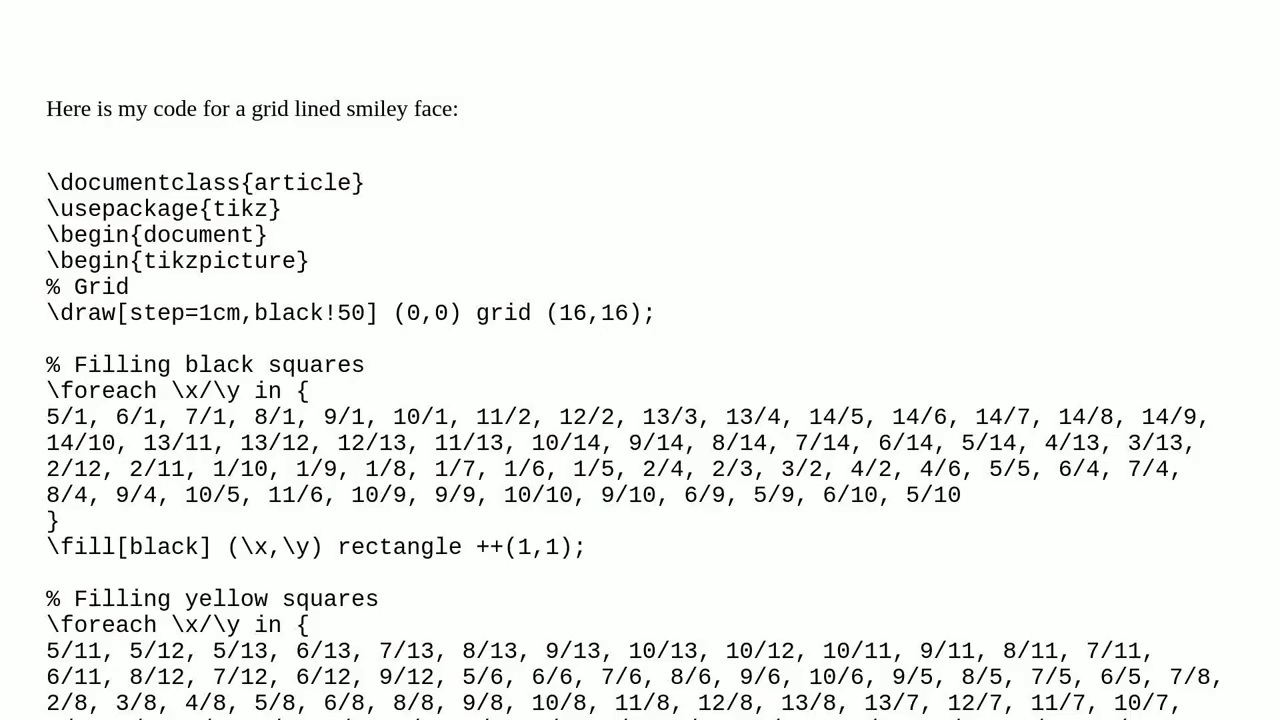 Here is my code for a grid lined smiley face:
\documentclass{article}
\usepackage{tikz}
\begin{document}
\begin{tikzpicture}
% Grid
\draw[step=1cm,black!50] (0,0) grid (16,16);
% Filling black squares
\foreach \x/\y in {
5/1, 6/1, 7/1, 8/1, 9/1, 10/1, 11/2, 12/2, 13/3, 13/4, 14/5, 14/6, 14/7, 14/8, 14/9,
14/10, 13/11, 13/12, 12/13, 11/13, 10/14, 9/14, 8/14, 7/14, 6/14, 5/14, 4/13, 3/13,
2/12, 2/11, 1/10, 1/9, 1/8, 1/7, 1/6, 1/5, 2/4, 2/3, 3/2, 4/2, 4/6, 5/5, 6/4, 7/4,
8/4, 9/4, 10/5, 11/6, 10/9, 9/9, 10/10, 9/10, 6/9, 5/9, 6/10, 5/10
}
\fill[black] (\x,\y) rectangle ++(1,1);
% Filling yellow squares
\foreach \x/\y in {
5/11, 5/12, 5/13, 6/13, 7/13, 8/13, 9/13, 10/13, 10/12, 10/11, 9/11, 8/11, 7/11,
6/11, 8/12, 7/12, 6/12, 9/12, 5/6, 6/6, 7/6, 8/6, 9/6, 10/6, 9/5, 8/5, 7/5, 6/5, 7/8,
2/8, 3/8, 4/8, 5/8, 6/8, 8/8, 9/8, 10/8, 11/8, 12/8, 13/8, 13/7, 12/7, 11/7, 10/7,